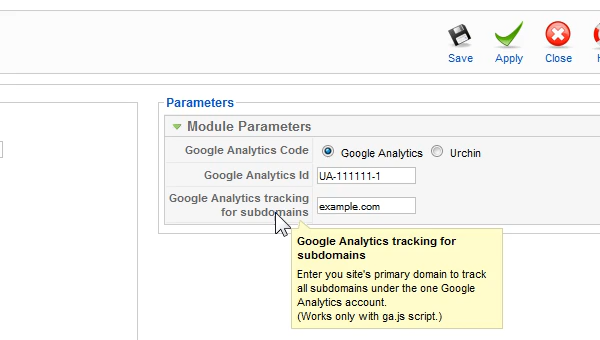 Save Apply Close
Parameters
Module Parameters
Google Analytics Code Google Analytics Urchin
Google Analytics Id UA-111111-1
Google Analytics tracking
for subdomains example.com
Google Analytics tracking for
subdomains
Enter you site's primary domain to track
all subdomains under the one Google
Analytics account.
(Works only with ga.js script.)